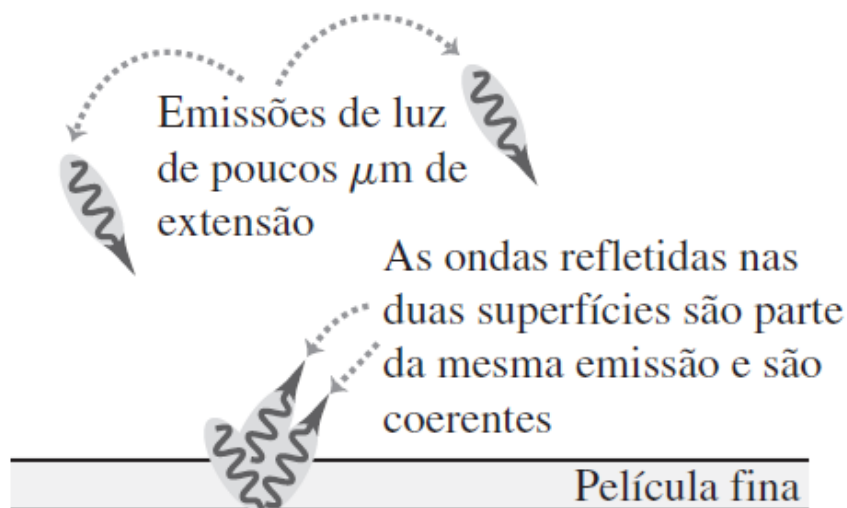 Emissões de luz
de poucos μm de
extensão
As ondas refletidas nas
duas superfícies são parte
da mesma emissão e são
coerentes
Película fina